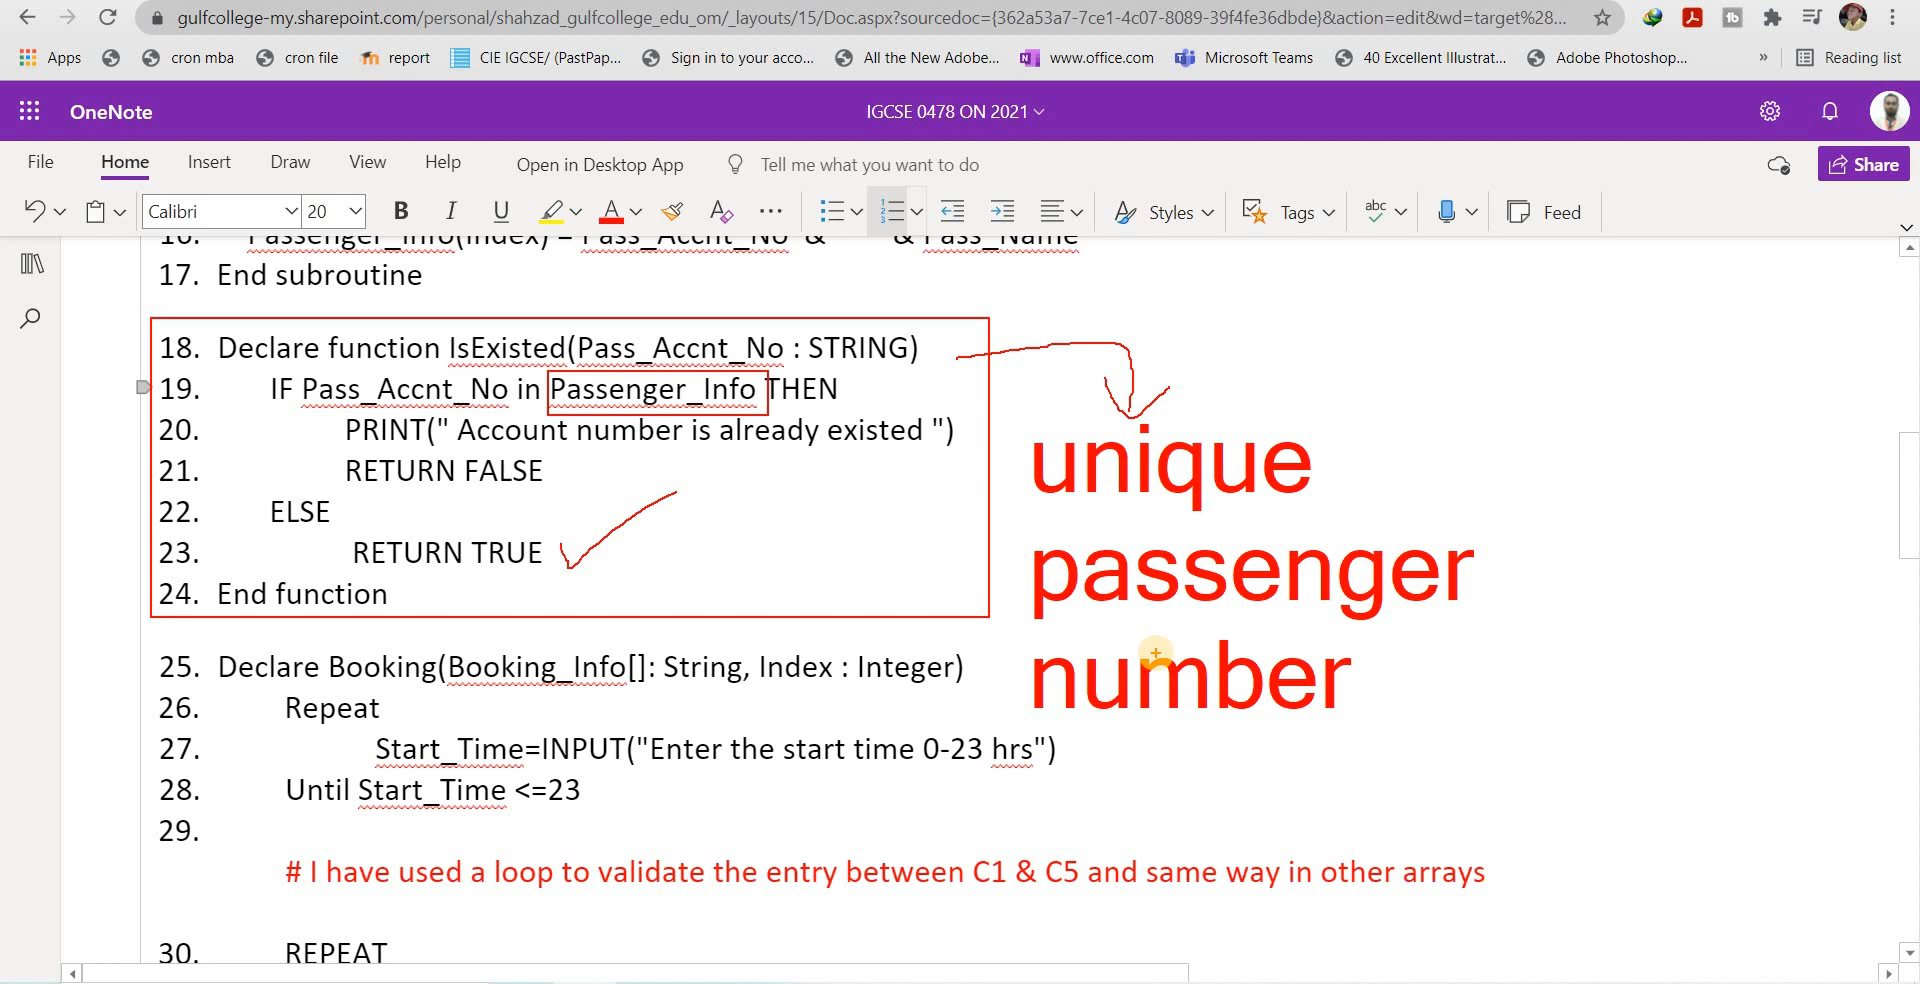 gulfcollege-my.sharepoint.com/personal/shahzad_gulfcollege_edu_om/_layouts/15/Doc.aspx?sourcedoc={362a53a7-7ce1-4c07-8089-39f4fe36dbde}&action=edit&wd=target%28...
Apps cron mba cron file report CIE IGCSE/ (PastPap... Sign in to your acco... All the New Adobe... www.office.com Microsoft Teams 40 Excellent Illustrat... Adobe Photoshop... » Reading list
OneNote IGCSE 0478 ON 2021
File Home Insert Draw View Help Open in Desktop App Tell me what you want to do Share
Calibri 20 B I U A Styles Tags abc Feed
16. Passenger_Info(Index) = Pass_Accnt_No & & Pass_Name
17. End subroutine
18. Declare function IsExisted(Pass_Accnt_No : STRING)
19. IF Pass_Accnt_No in Passenger_Info THEN
20. PRINT(" Account number is already existed ")
21. RETURN FALSE
22. ELSE
23. RETURN TRUE
24. End function
unique
passenger
number
25. Declare Booking(Booking_Info[]: String, Index : Integer)
26. Repeat
27. Start_Time=INPUT("Enter the start time 0-23 hrs")
28. Until Start_Time <=23
29.
# I have used a loop to validate the entry between C1 & C5 and same way in other arrays
30. REPEAT